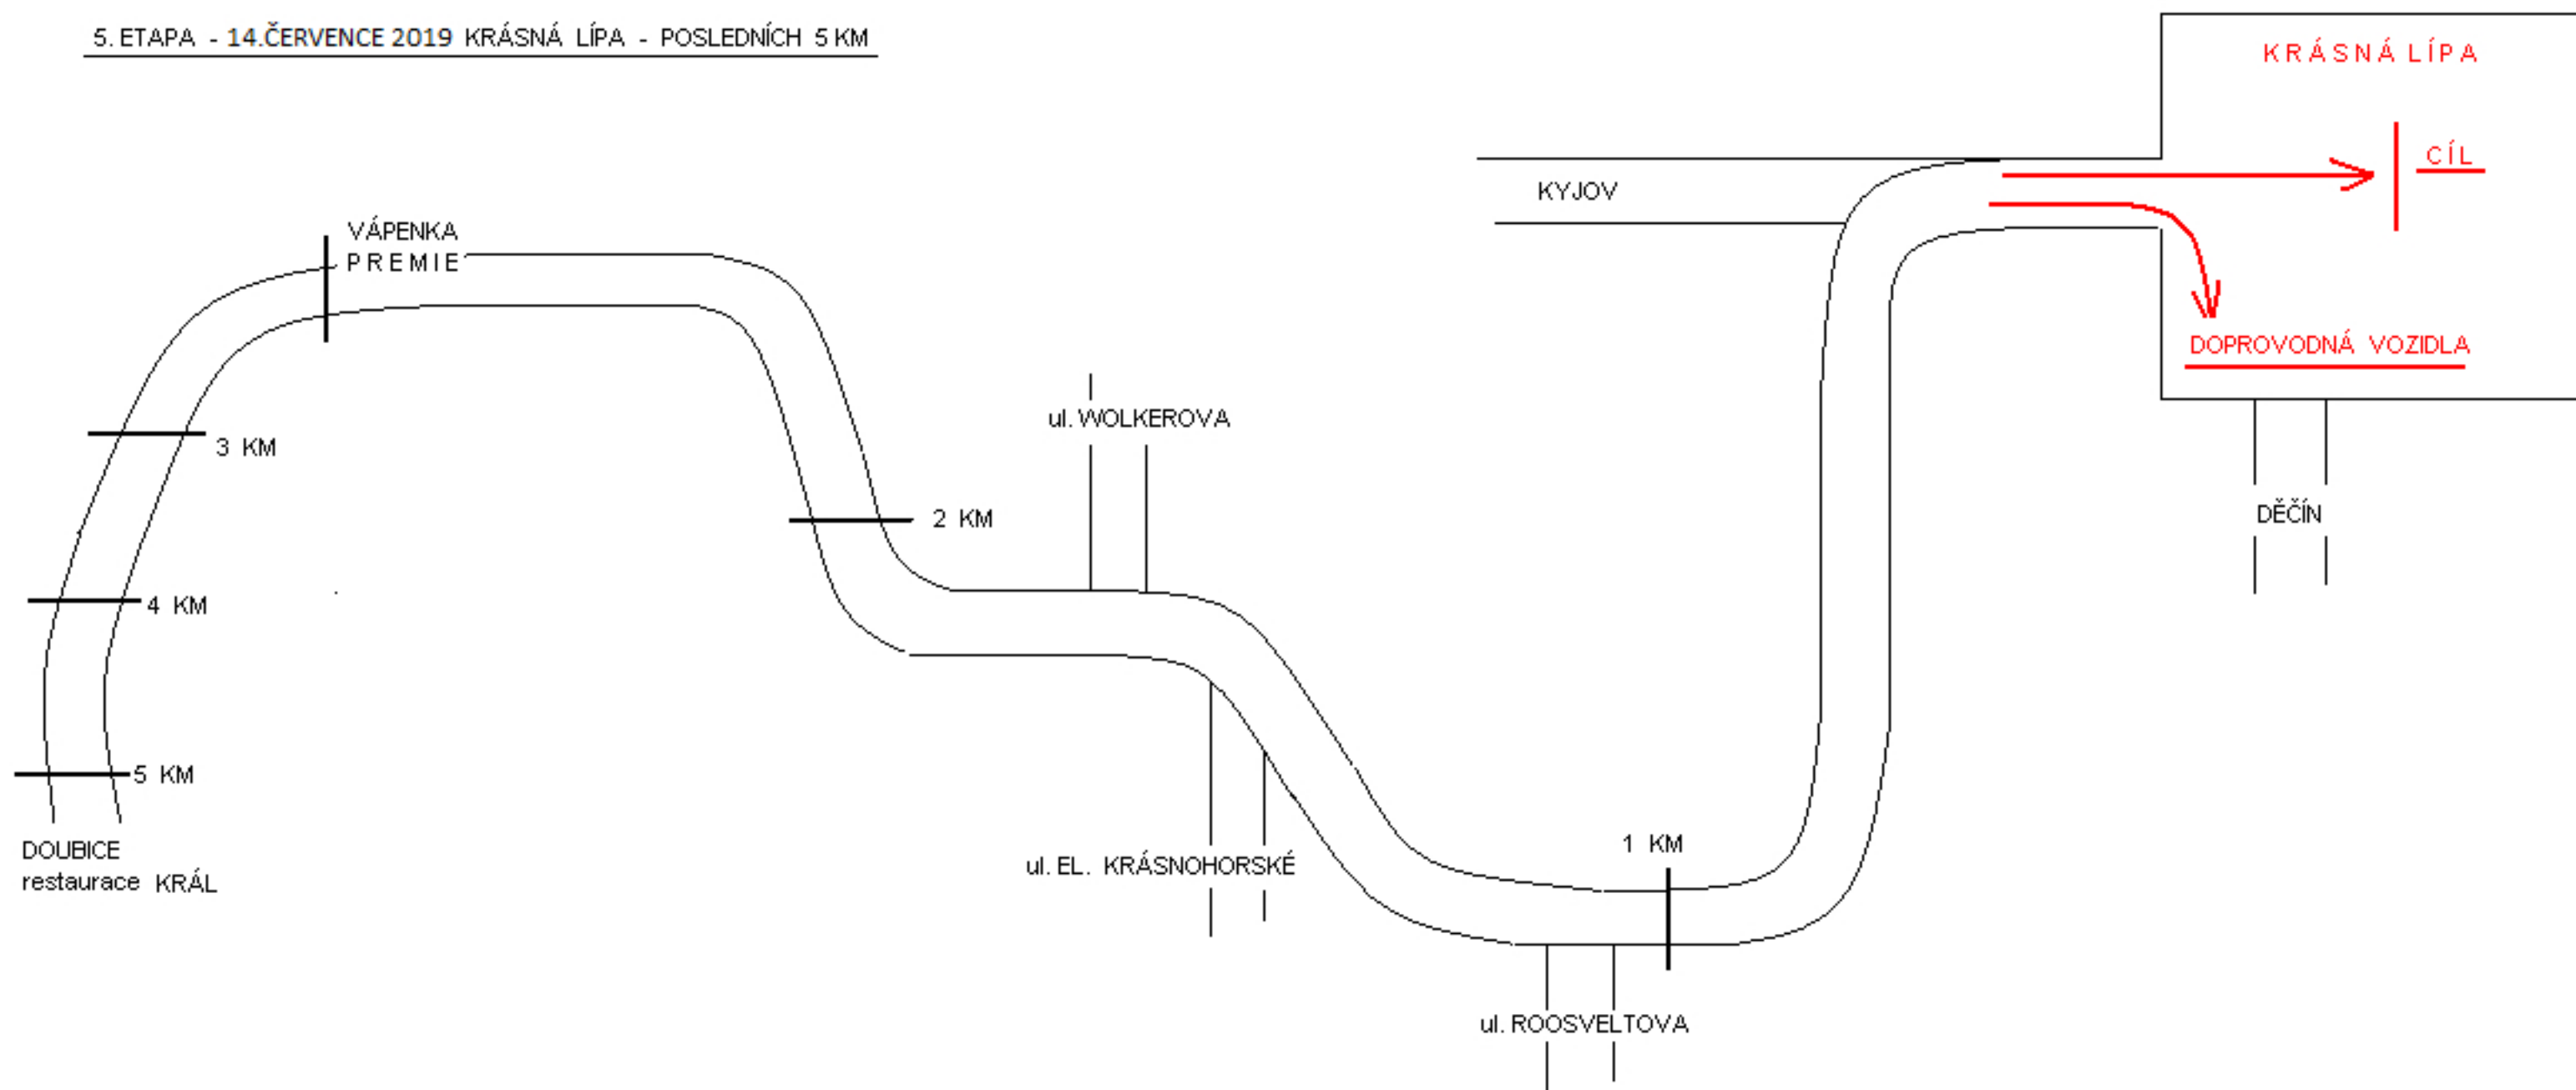 5. ETAPA - 14.ČERVENCE 2019 KRÁSNÁ LÍPA - POSLEDNÍCH 5 KM
KRÁSNÁ LÍPA
CÍL
KYJOV
VÁPENKA
PREMIE
DOPROVODNÁ VOZIDLA
ul. WOLKEROVA
3 KM
2 KM
DĚČÍN
4 KM
5 KM
1 KM
DOUBICE
restaurace KRÁL
ul. EL. KRÁSNOHORSKÉ
ul. ROOSVELTOVA